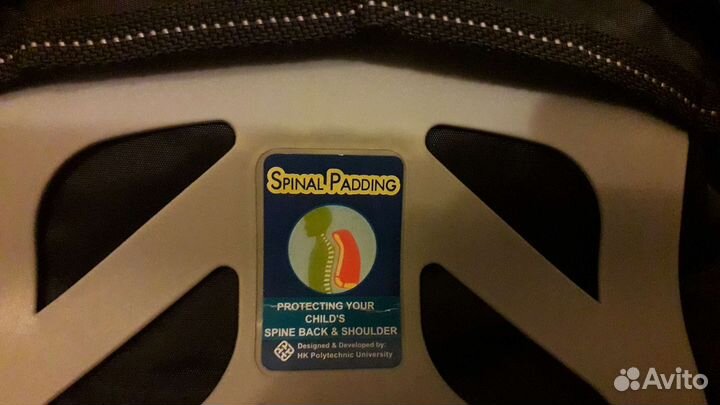 SPINAL PADDING
PROTECTING YOUR
CHILD'S
SPINE BACK & SHOULDER
Designed & Developed by:
HK Polytechnic University
Avito